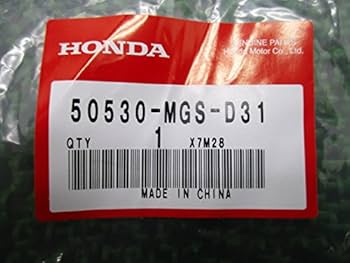 HONDA
GENUINE PARTS
Honda Motor Co., Ltd.
50530-MGS-D31
QTY 1 X7M28
MADE IN CHINA